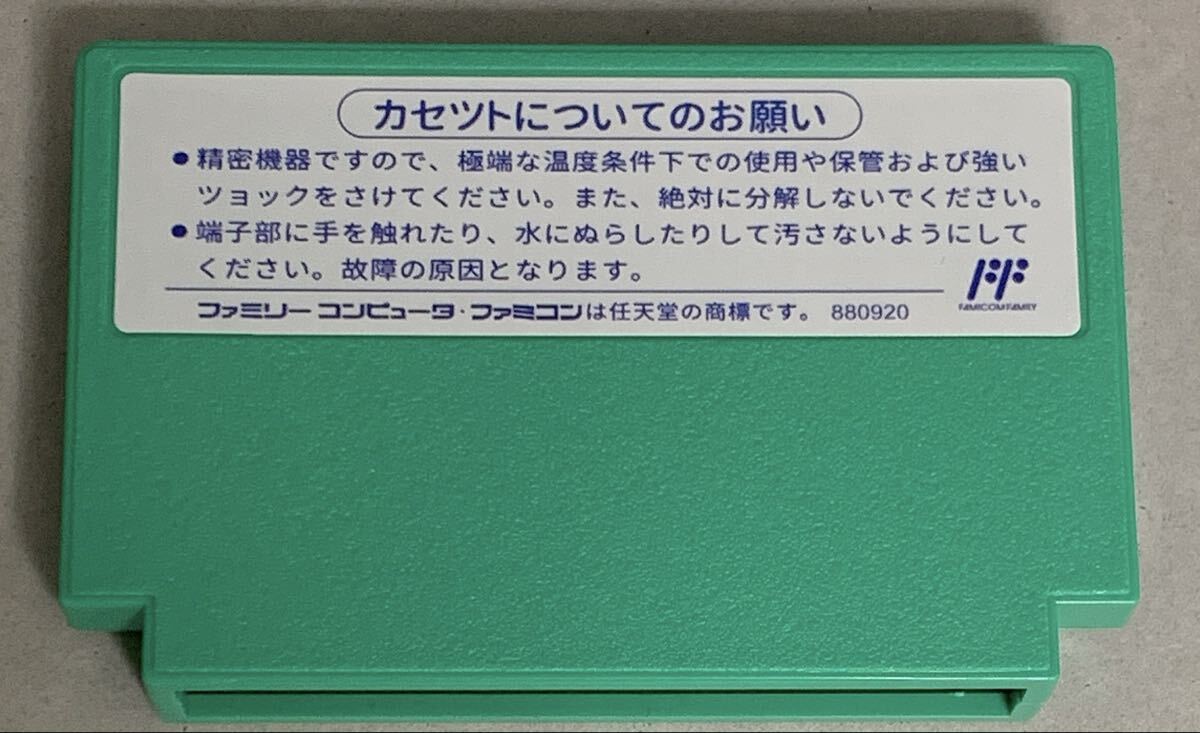 カセツトについてのお願い
●精密機器ですので、極端な温度条件下での使用や保管および強い
ツョックをさけてください。また、絶対に分解しないでください。
●端子部に手を触れたり、水にぬらしたりして汚さないようにして
ください。故障の原因となります。
ファミリーコンピュータ・ファミコンは任天堂の商標です。 880920
FAMICOM FAMIRY